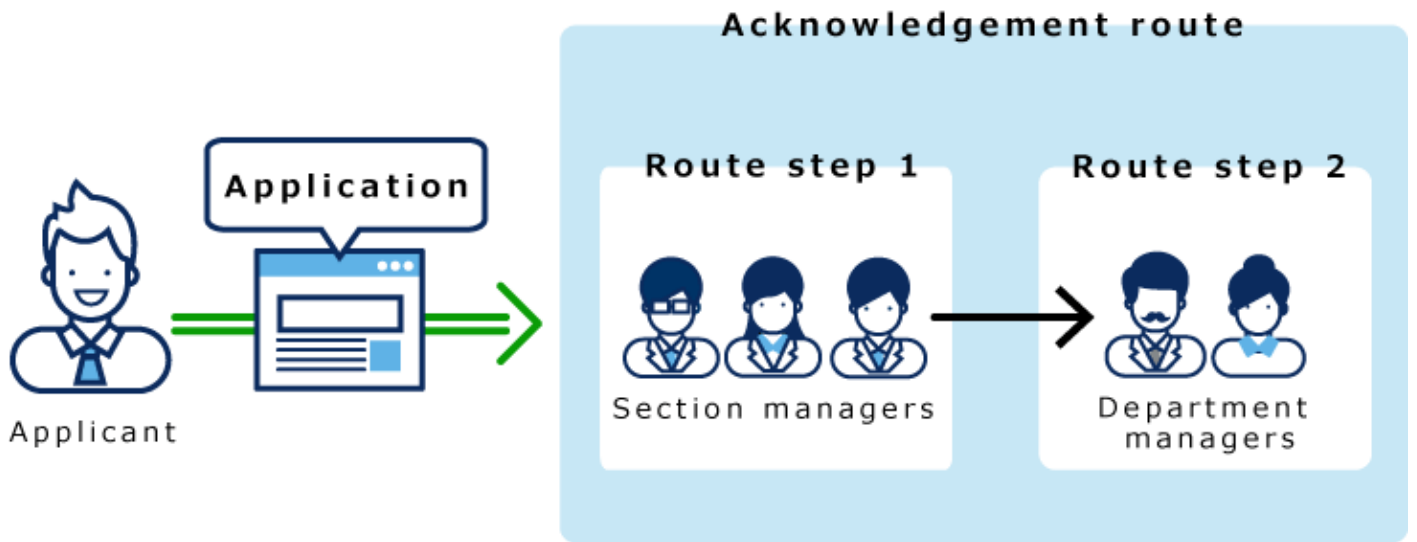 Acknowledgement route
Application
Route step 1
Route step 2
Applicant
Section managers
Department
managers